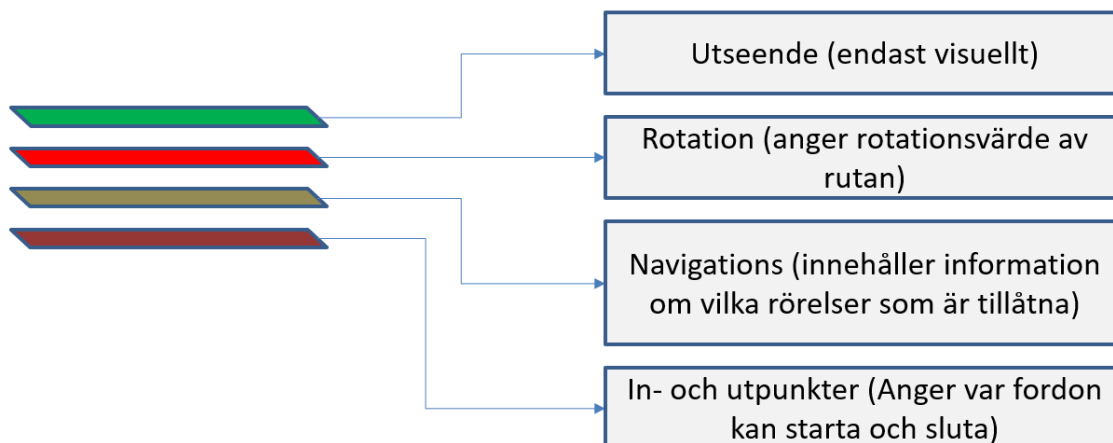 Utseende (endast visuellt)
Rotation (anger rotationsvärde av
rutan)
Navigations (innehåller information
om vilka rörelser som är tillåtna)
In- och utpunkter (Anger var fordon
kan starta och sluta)